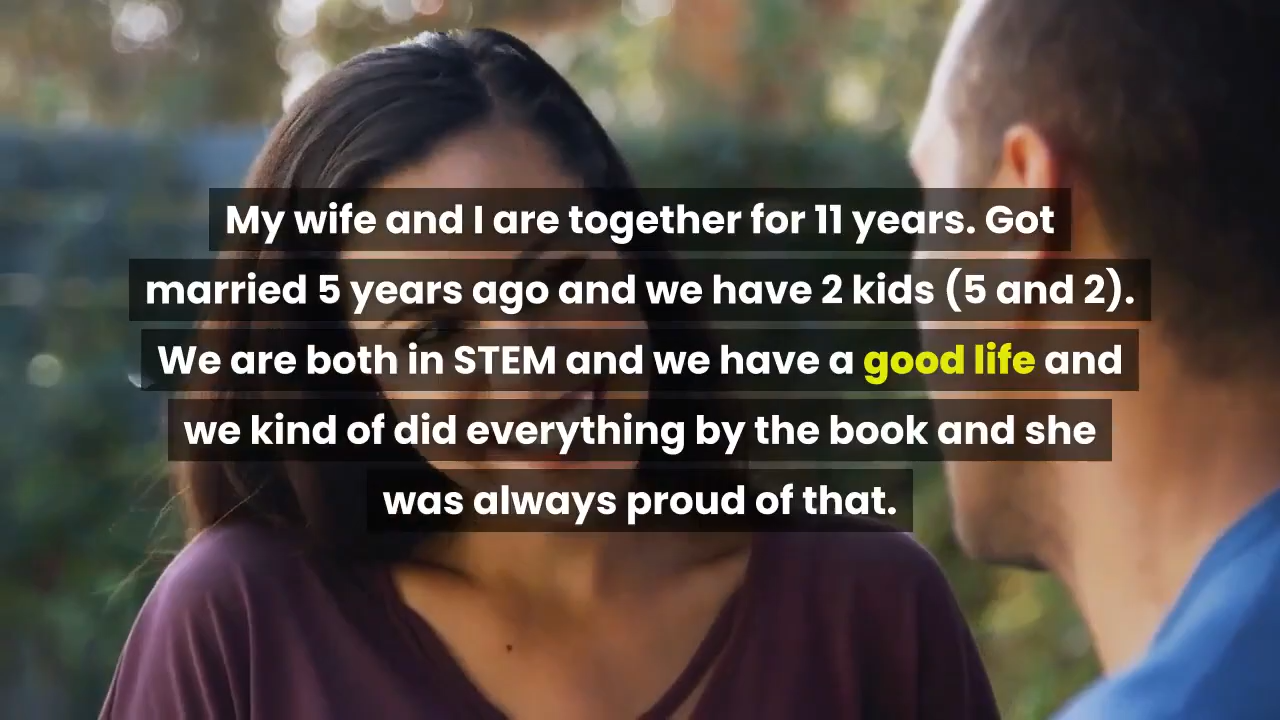 My wife and I are together for 11 years. Got
married 5 years ago and we have 2 kids (5 and 2).
We are both in STEM and we have a good life and
we kind of did everything by the book and she
was always proud of that.